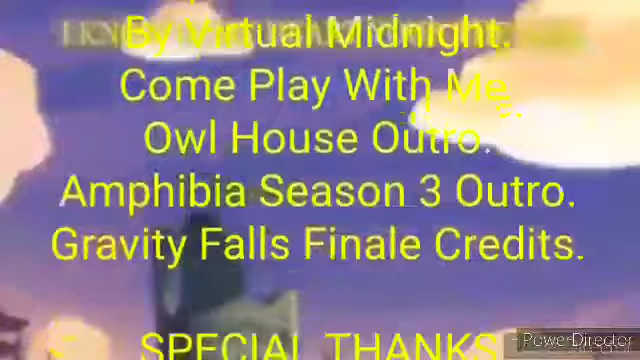 By Virtual Midnight.
Come Play With Me.
Owl House Outro.
Amphibia Season 3 Outro.
Gravity Falls Finale Credits.
SPECIAL THANKS
PowerDirector